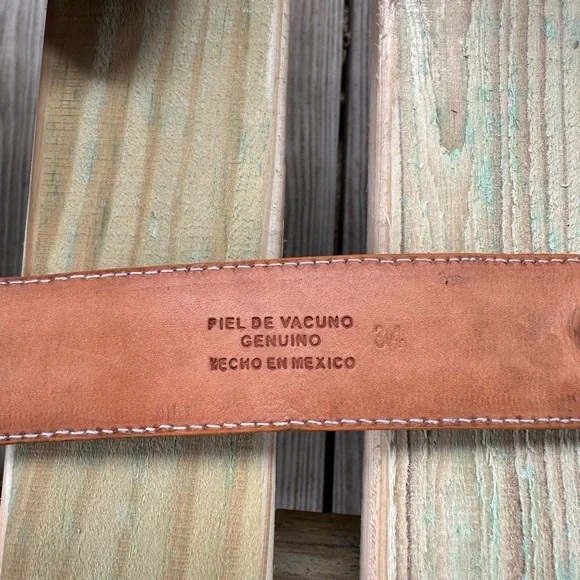 PIEL DE VACUNO
GENUINO
HECHO EN MEXICO
34